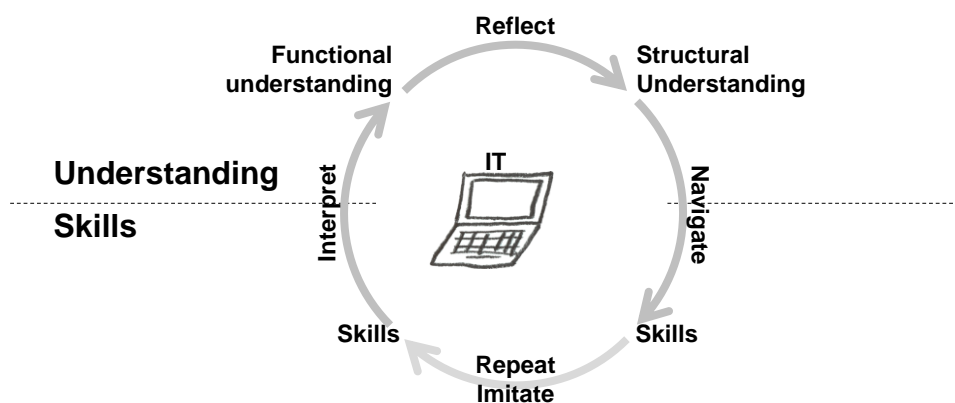 Reflect
Functional
understanding
Structural
Understanding
IT
Understanding
Interpret
Navigate
Skills
Skills
Skills
Repeat
Imitate